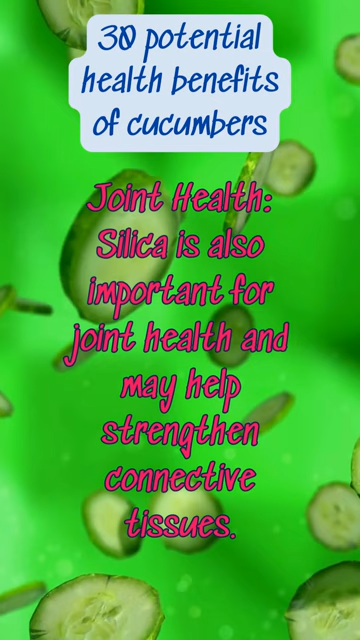 30 potential
health benefits
of cucumbers
Joint Health:
Silica is also
important for
joint health and
may help
strengthen
connective
tissues.